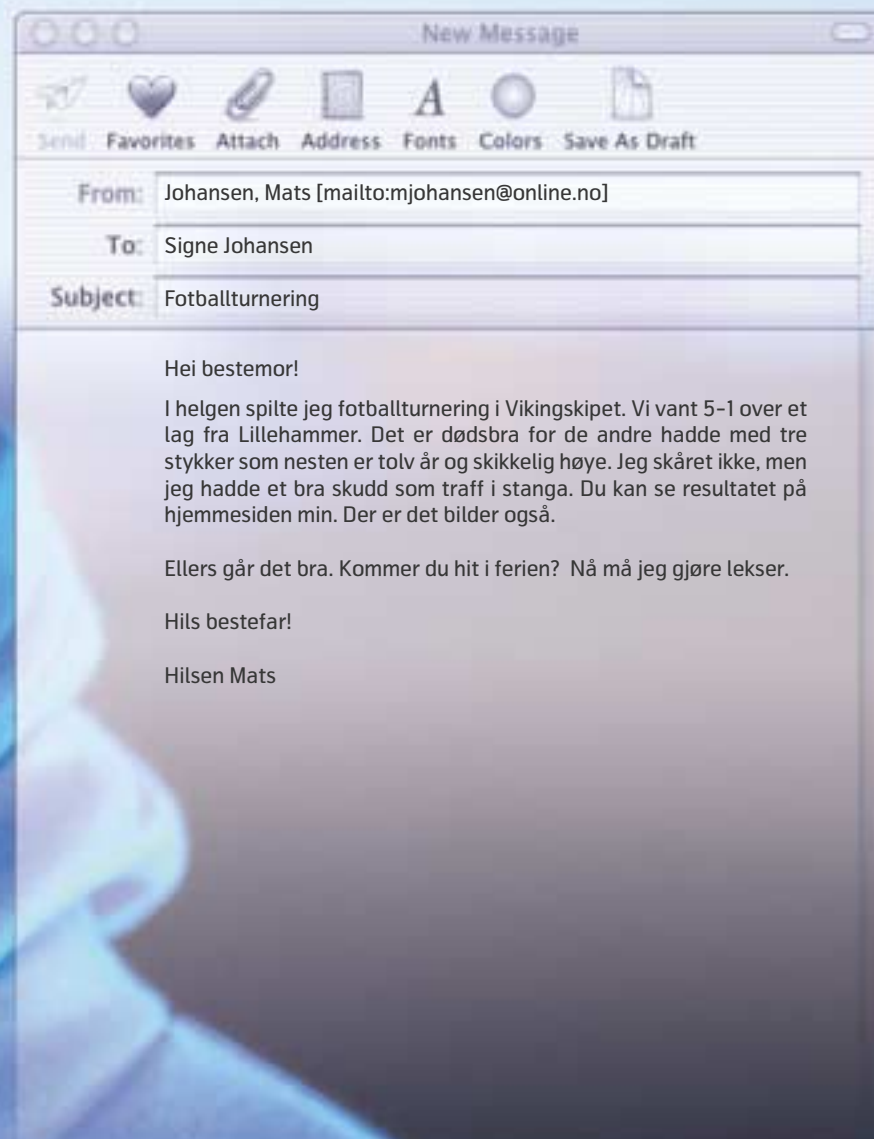 New Message
Send Favorites Attach Address Fonts Colors Save As Draft
From: Johansen, Mats [mailto:mjohansen@online.no]
To: Signe Johansen
Subject: Fotballturnering
Hei bestemor!
I helgen spilte jeg fotballturnering i Vikingskipet. Vi vant 5-1 over et
lag fra Lillehammer. Det er dødsbra for de andre hadde med tre
stykker som nesten er tolv år og skikkelig høye. Jeg skåret ikke, men
jeg hadde et bra skudd som traff i stanga. Du kan se resultatet på
hjemmesiden min. Der er det bilder også.
Ellers går det bra. Kommer du hit i ferien? Nå må jeg gjøre lekser.
Hils bestefar!
Hilsen Mats